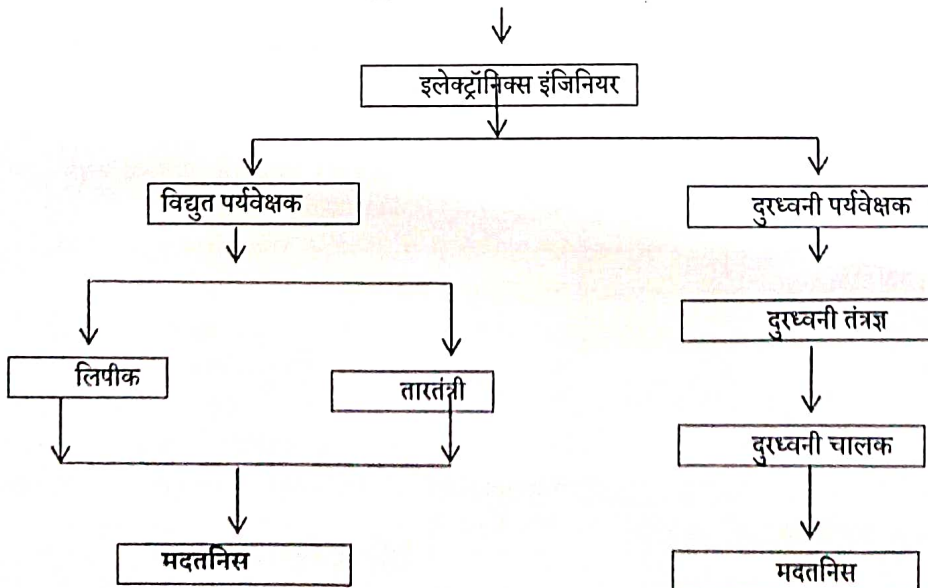 इलेक्ट्रॉनिक्स इंजिनियर
विद्युत पर्यवेक्षक
दुरध्वनी पर्यवेक्षक
दुरध्वनी तंत्रज्ञ
लिपीक
तारतंत्री
दुरध्वनी चालक
मदतनिस
मदतनिस